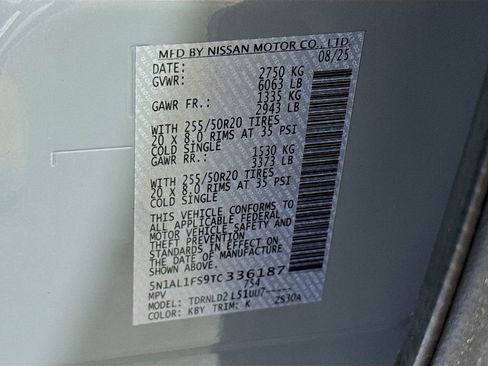 MFD BY NISSAN MOTOR CO., LTD
DATE: 08/25
GVWR: 2750 KG
6063 LB
GAWR FR.: 1335 KG
2943 LB
WITH 255/50R20 TIRES
20 X 8.0 RIMS AT 35 PSI
COLD SINGLE
GAWR RR.: 1530 KG
3373 LB
WITH 255/50R20 TIRES
20 X 8.0 RIMS AT 35 PSI
COLD SINGLE
THIS VEHICLE CONFORMS TO
ALL APPLICABLE FEDERAL
MOTOR VEHICLE SAFETY AND
THEFT PREVENTION
STANDARDS IN EFFECT ON
THE DATE OF MANUFACTURE
SHOWN ABOVE.
5N1AL1FS9TC336187
MPV 7S4
MODEL: TDRNLD2 L51UU7-----
COLOR: KBY TRIM: K ZS30A